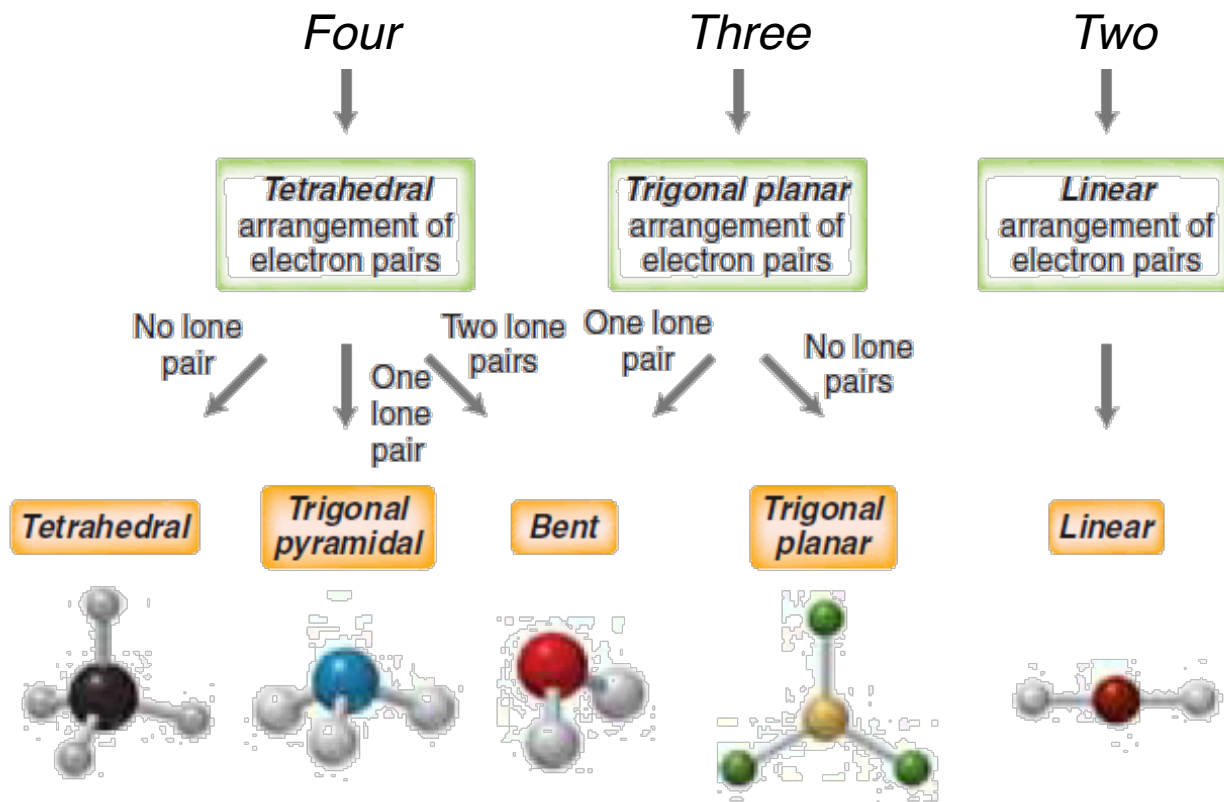 Four
Three
Two
Tetrahedral
arrangement of
electron pairs
Trigonal planar
arrangement of
electron pairs
Linear
arrangement of
electron pairs
No lone
pair
One
lone
pair
Two lone
pairs
One lone
pair
No lone
pairs
Tetrahedral
Trigonal
pyramidal
Bent
Trigonal
planar
Linear